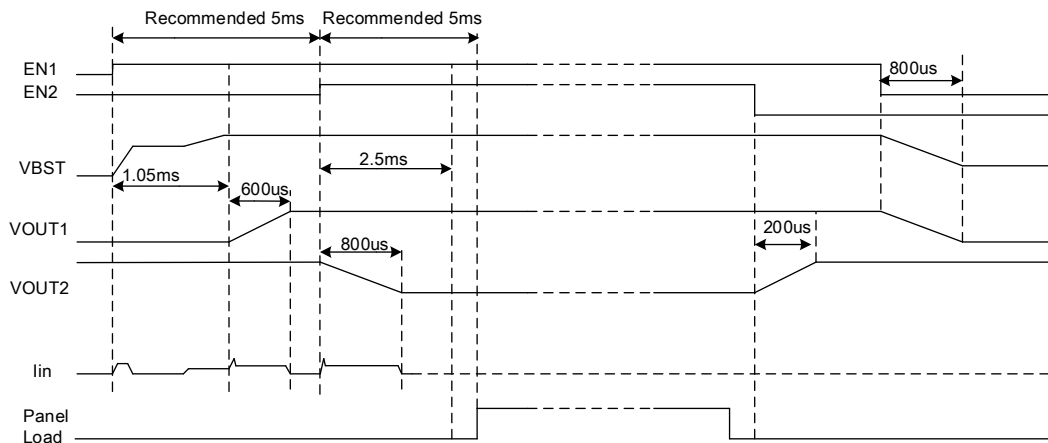 Recommended 5ms Recommended 5ms
EN1
800us
EN2
VBST
2.5ms
1.05ms
600us
VOUT1
200us
800us
VOUT2
Iin
Panel
Load